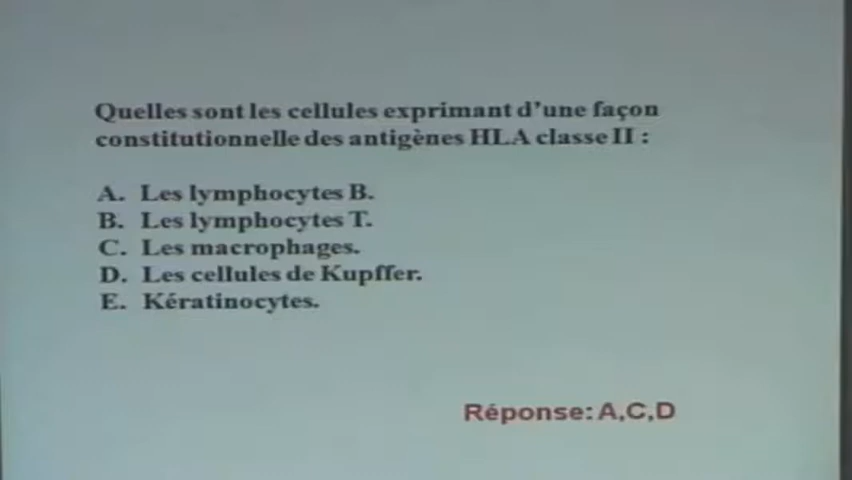 Quelles sont les cellules exprimant d'une façon
constitutionnelle des antigènes HLA classe II :
A. Les lymphocytes B.
B. Les lymphocytes T.
C. Les macrophages.
D. Les cellules de Kupffer.
E. Kératinocytes.
Réponse: A,C,D